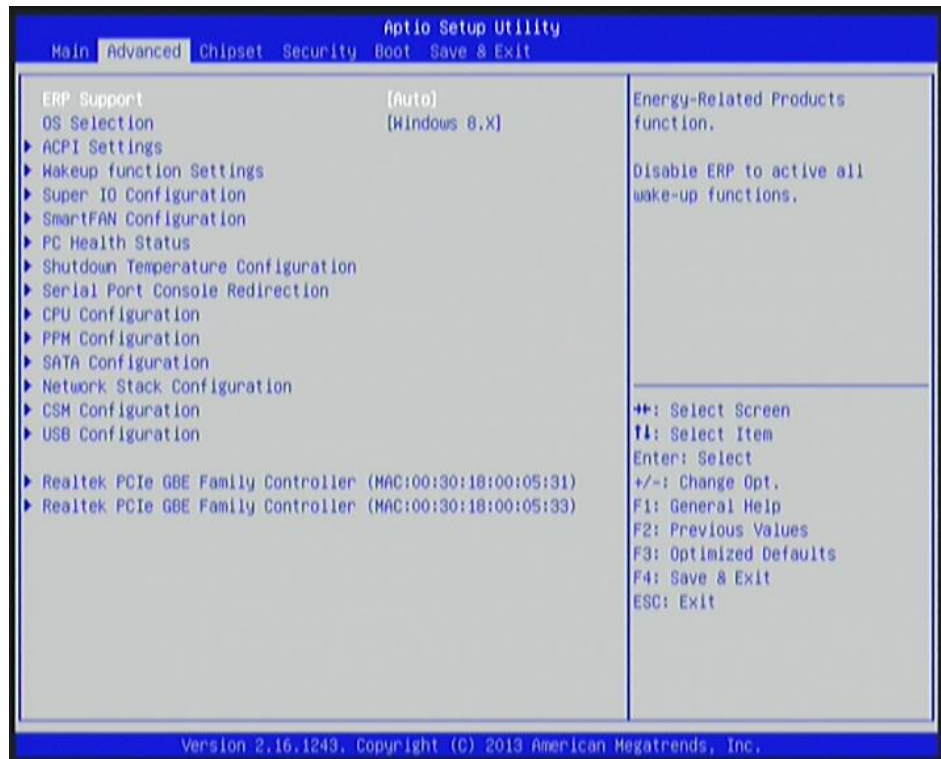 Aptio Setup Utility
Main Advanced Chipset Security Boot Save & Exit
ERP Support [Auto]
OS Selection [Windows 8.X]
ACPI Settings
Wakeup function Settings
Super IO Configuration
SmartFAN Configuration
PC Health Status
Shutdown Temperature Configuration
Serial Port Console Redirection
CPU Configuration
PPM Configuration
SATA Configuration
Network Stack Configuration
CSM Configuration
USB Configuration
Realtek PCIe GBE Family Controller (MAC:00:30:18:00:05:31)
Realtek PCIe GBE Family Controller (MAC:00:30:18:00:05:33)
Energy-Related Products
function.
Disable ERP to active all
wake-up functions.
→←: Select Screen
↑↓: Select Item
Enter: Select
+/-: Change Opt.
F1: General Help
F2: Previous Values
F3: Optimized Defaults
F4: Save & Exit
ESC: Exit
Version 2.16.1243. Copyright (C) 2013 American Megatrends, Inc.